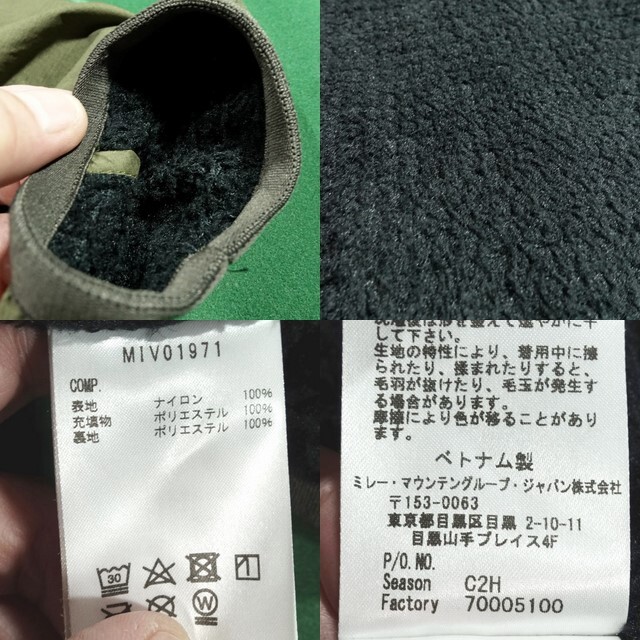 MIV01971
COMP.
表地 ナイロン 100%
充填物 ポリエステル 100%
裏地 ポリエステル 100%
30
W
して下さい。
生地の特性により、着用中に擦
られたり、揉まれたりすると、
毛羽が抜けたり、毛玉が発生す
る場合があります。
摩擦により色が移ることがあり
ます。
ベトナム製
ミレー・マウンテングループ・ジャパン株式会社
〒153-0063
東京都目黒区目黒 2-10-11
目黒山手プレイス4F
P/O.NO.
Season C2H
Factory 70005100